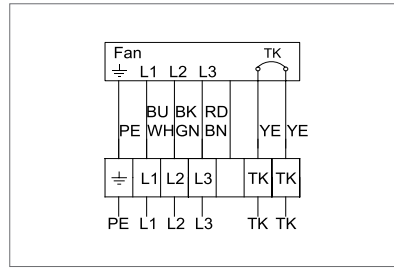 Fan TK
L1 L2 L3
BU BK RD
PE WH GN BN YE YE
L1 L2 L3 TK TK
PE L1 L2 L3 TK TK